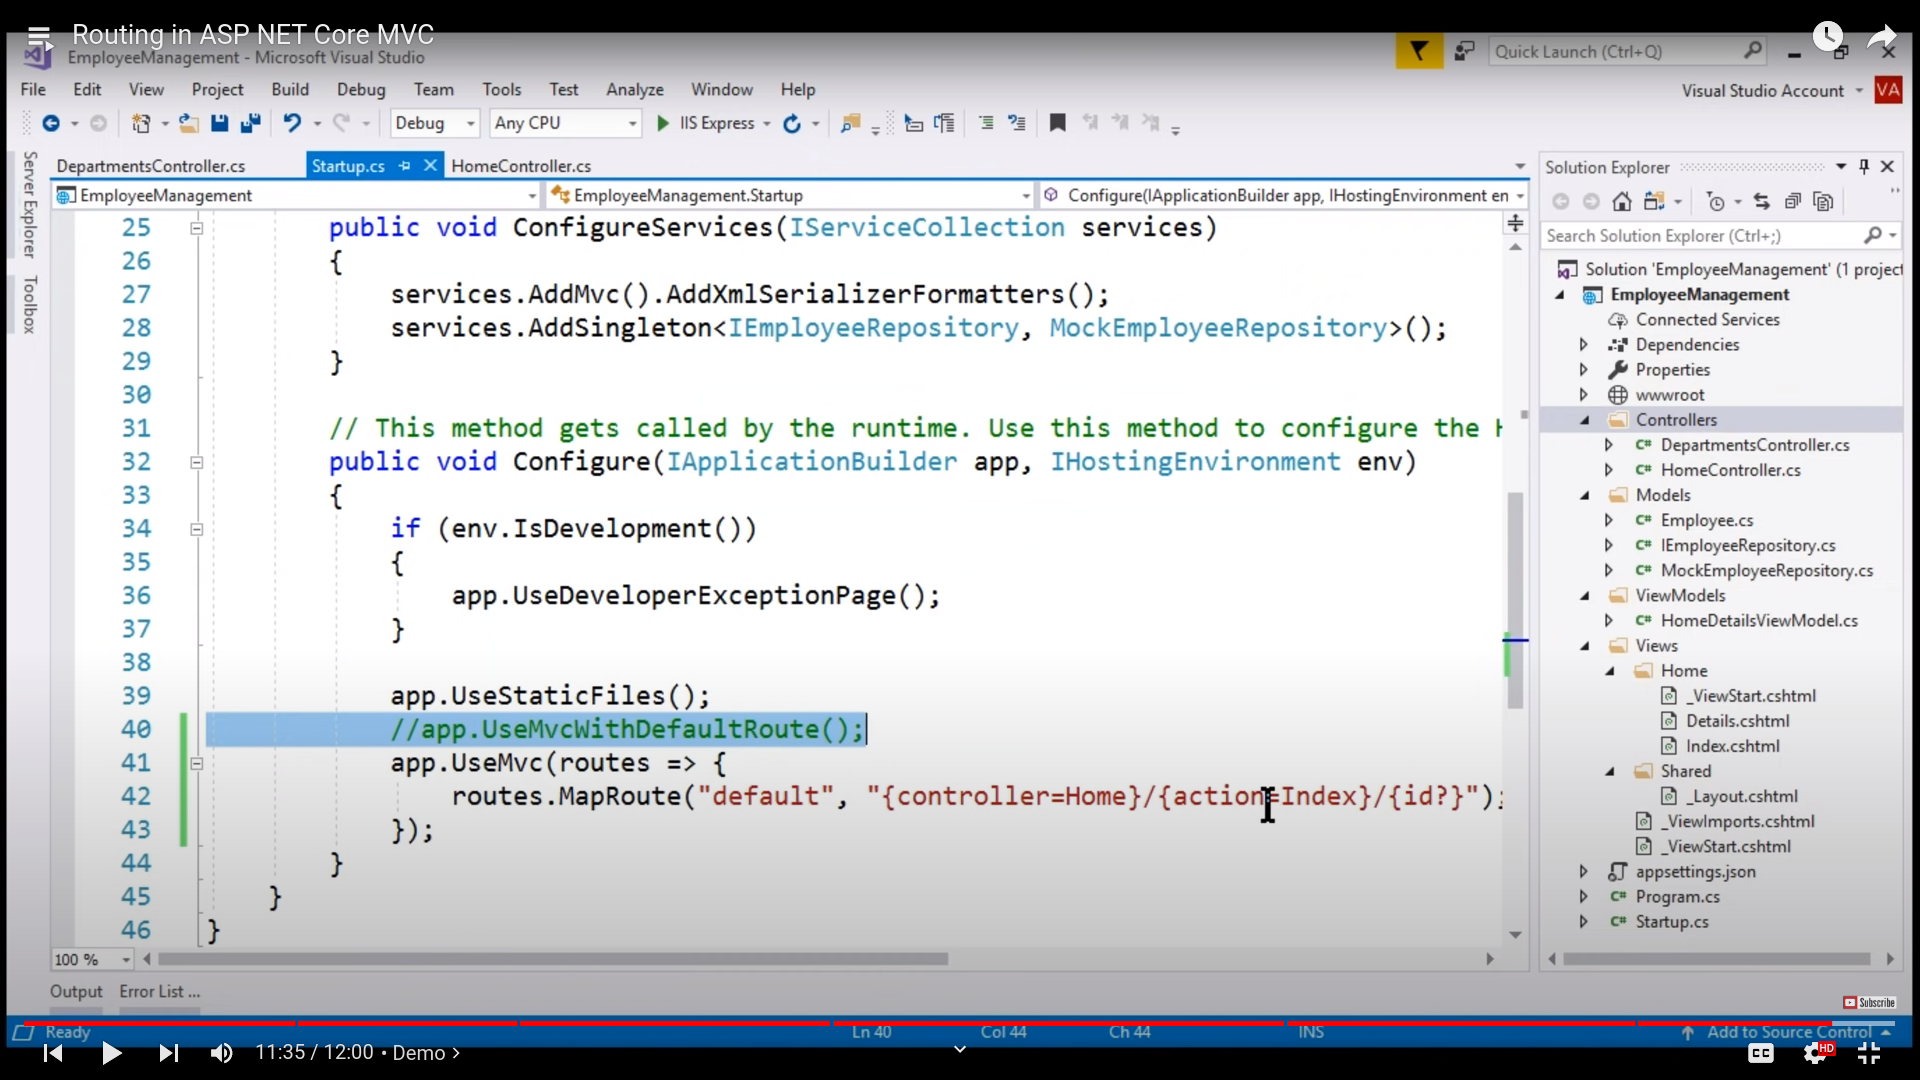 Routing in ASP NET Core MVC
EmployeeManagement - Microsoft Visual Studio
Quick Launch (Ctrl+Q)
File Edit View Project Build Debug Team Tools Test Analyze Window Help
Visual Studio Account VA
Debug Any CPU IIS Express
Server Explorer
Toolbox
DepartmentsController.cs Startup.cs HomeController.cs
EmployeeManagement EmployeeManagement.Startup Configure(IApplicationBuilder app, IHostingEnvironment en
25 public void ConfigureServices(IServiceCollection services)
26 {
27 services.AddMvc().AddXmlSerializerFormatters();
28 services.AddSingleton<IEmployeeRepository, MockEmployeeRepository>();
29 }
30
31 // This method gets called by the runtime. Use this method to configure the H
32 public void Configure(IApplicationBuilder app, IHostingEnvironment env)
33 {
34 if (env.IsDevelopment())
35 {
36 app.UseDeveloperExceptionPage();
37 }
38
39 app.UseStaticFiles();
40 //app.UseMvcWithDefaultRoute();
41 app.UseMvc(routes => {
42 routes.MapRoute("default", "{controller=Home}/{action=Index}/{id?}");
43 });
44 }
45 }
46 }
100 %
Output Error List ...
Solution Explorer
Search Solution Explorer (Ctrl+;)
Solution 'EmployeeManagement' (1 project
EmployeeManagement
Connected Services
Dependencies
Properties
wwwroot
Controllers
C# DepartmentsController.cs
C# HomeController.cs
Models
C# Employee.cs
C# IEmployeeRepository.cs
C# MockEmployeeRepository.cs
ViewModels
C# HomeDetailsViewModel.cs
Views
Home
_ViewStart.cshtml
Details.cshtml
Index.cshtml
Shared
_Layout.cshtml
_ViewImports.cshtml
_ViewStart.cshtml
appsettings.json
C# Program.cs
C# Startup.cs
Subscribe
Ready Ln 40 Col 44 Ch 44 INS Add to Source Control
11:35 / 12:00 • Demo
CC HD